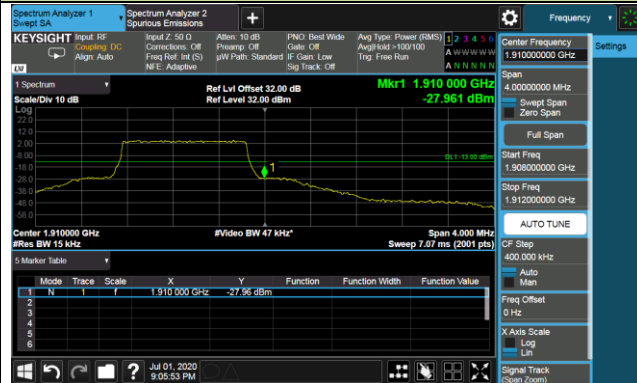 Spectrum Analyzer 1
Swept SA
Spectrum Analyzer 2
Spurious Emissions
+
Frequency
KEYSIGHT
Input: RF
Coupling: DC
Align: Auto
Input Z: 50 Ω
Corrections: Off
Freq Ref: Int (S)
NFE: Adaptive
Atten: 10 dB
Preamp: Off
µW Path: Standard
PNO: Best Wide
Gate: Off
IF Gain: Low
Sig Track: Off
Avg Type: Power (RMS)
Avg|Hold >100/100
Trig: Free Run
1 2 3 4 5 6
A W W W W W
A N N N N N
LXI
1 Spectrum
Scale/Div 10 dB
Log
Ref Lvl Offset 32.00 dB
Ref Level 32.00 dBm
Mkr1 1.910 000 GHz
-27.961 dBm
22.0
12.0
2.00
-8.00
-18.0
-28.0
-38.0
-48.0
-58.0
DL1 -13.00 dBm
1
Center 1.910000 GHz
#Res BW 15 kHz
#Video BW 47 kHz*
Span 4.000 MHz
Sweep 7.07 ms (2001 pts)
5 Marker Table
Mode Trace Scale X Y Function Function Width Function Value
1 N 1 f 1.910 000 GHz -27.96 dBm
2
3
4
5
6
Jul 01, 2020
9:05:53 PM
Center Frequency
1.910000000 GHz
Settings
Span
4.00000000 MHz
Swept Span
Zero Span
Full Span
Start Freq
1.908000000 GHz
Stop Freq
1.912000000 GHz
AUTO TUNE
CF Step
400.000 kHz
Auto
Man
Freq Offset
0 Hz
X Axis Scale
Log
Lin
Signal Track
(Span Zoom)